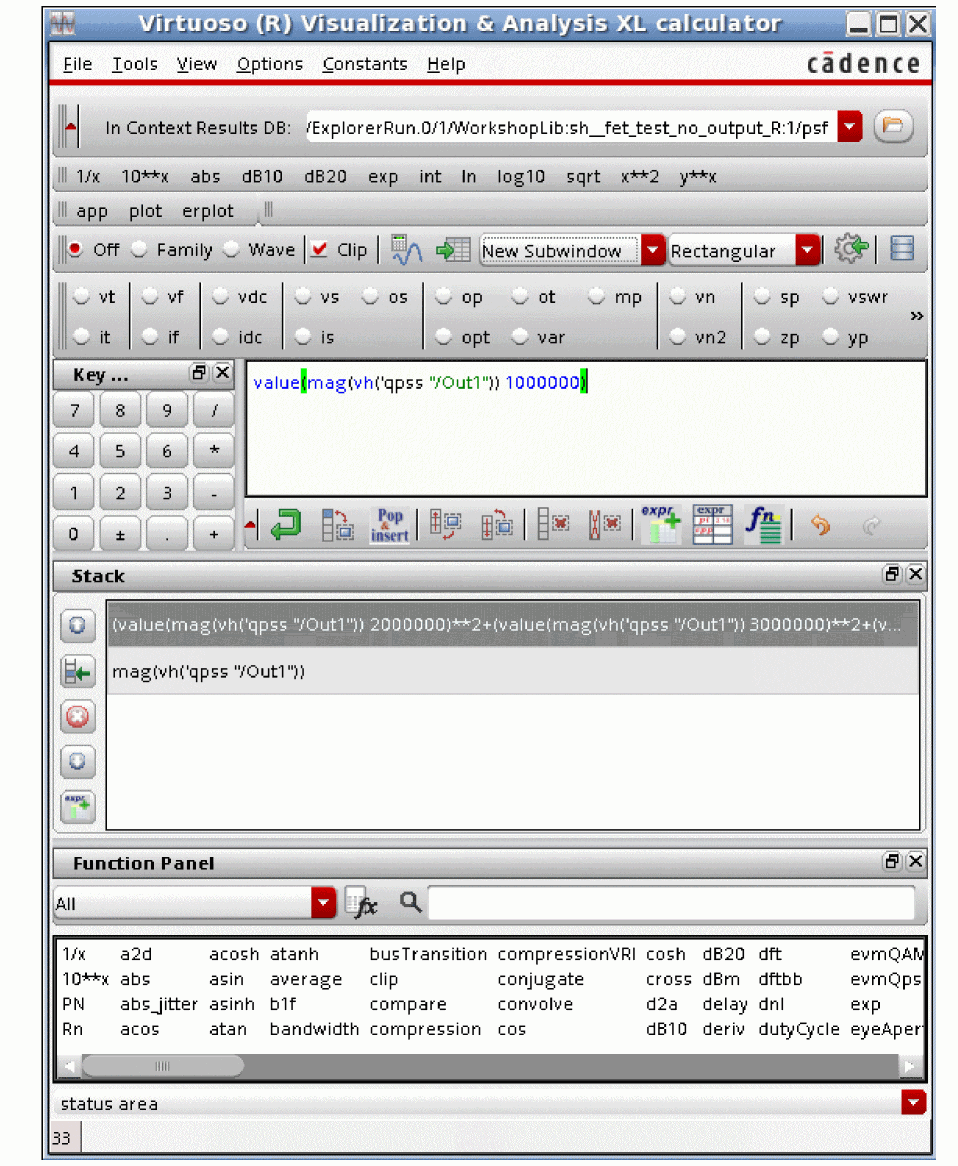 Virtuoso (R) Visualization & Analysis XL calculator
File Tools View Options Constants Help cādence
In Context Results DB: /ExplorerRun.0/1/WorkshopLib:sh__fet_test_no_output_R:1/psf
1/x 10**x abs dB10 dB20 exp int ln log10 sqrt x**2 y**x
app plot erplot
Off Family Wave Clip New Subwindow Rectangular
vt vf vdc vs os op ot mp vn sp vswr
»
it if idc is opt var vn2 zp yp
Key ...
value(mag(vh('qpss "/Out1")) 1000000)
7 8 9 /
4 5 6 *
1 2 3 -
0 ± . +
Pop & insert expr expr fn
Stack
(value(mag(vh('qpss "/Out1")) 2000000)**2+(value(mag(vh('qpss "/Out1")) 3000000)**2+(v...
mag(vh('qpss "/Out1"))
expr
Function Panel
All fx
1/x a2d acosh atanh busTransition compressionVRI cosh dB20 dft evmQAM
10**x abs asin average clip conjugate cross dBm dftbb evmQps
PN abs_jitter asinh b1f compare convolve d2a delay dnl exp
Rn acos atan bandwidth compression cos dB10 deriv dutyCycle eyeAper
status area
33